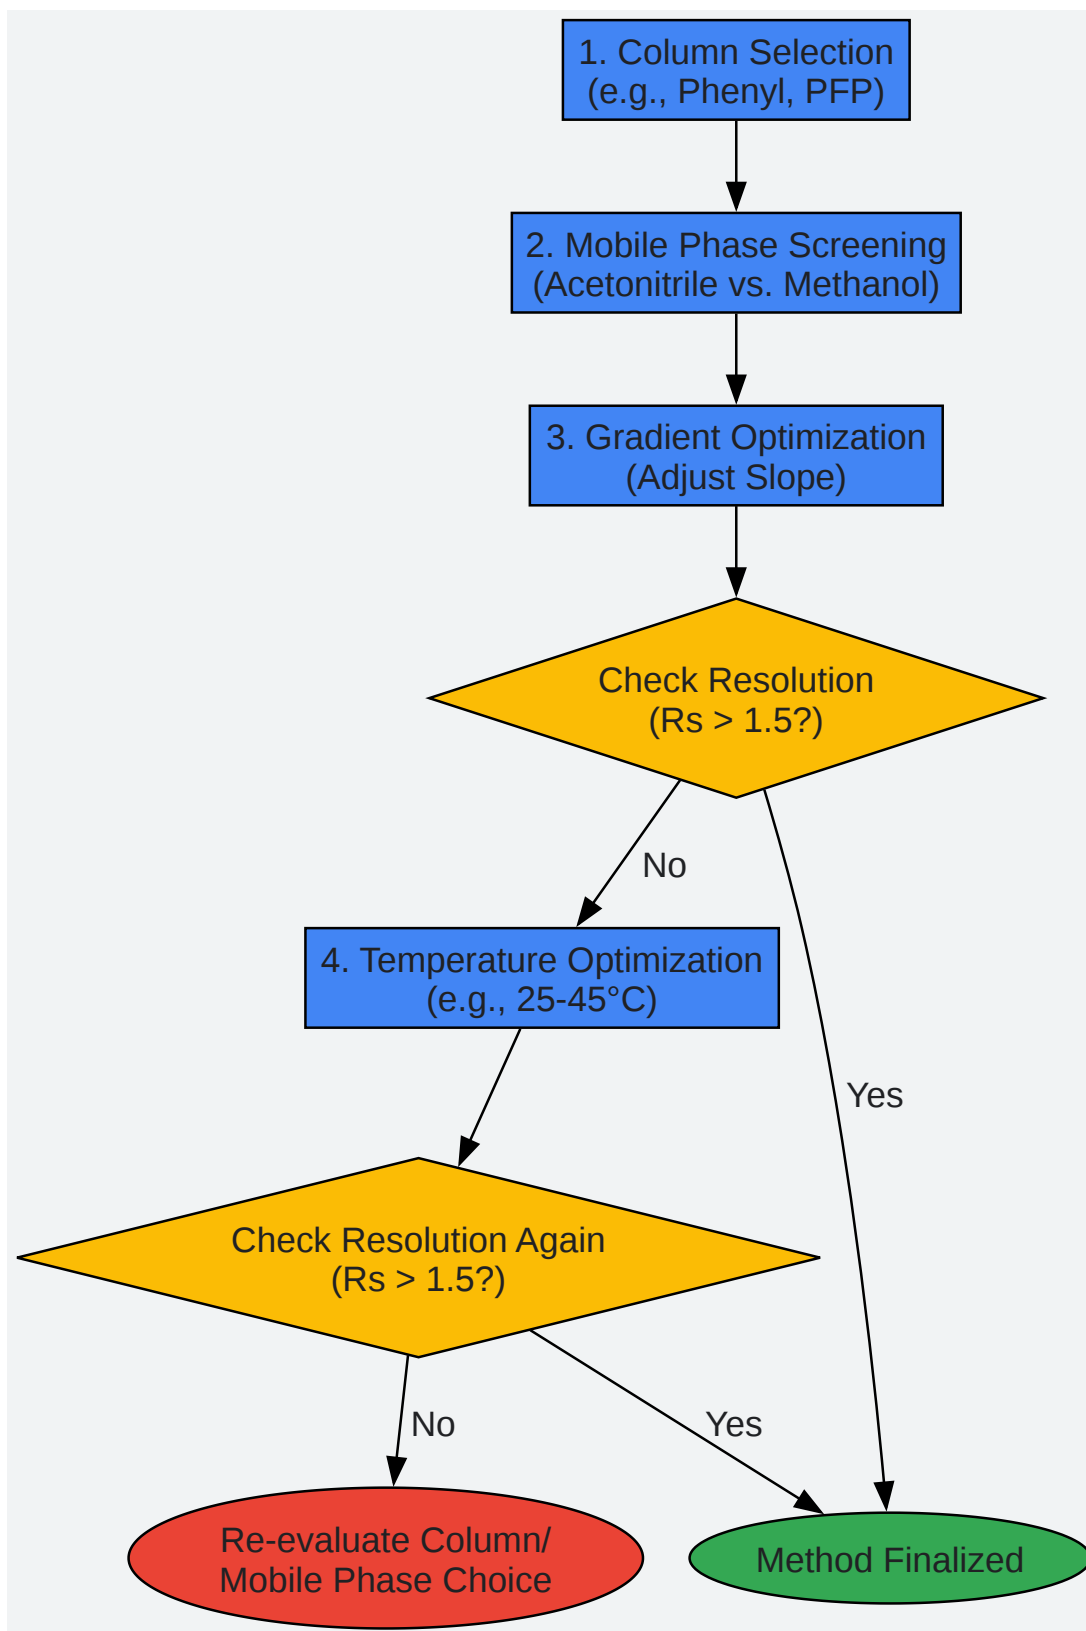 1. Column Selection
(e.g., Phenyl, PFP)
2. Mobile Phase Screening
(Acetonitrile vs. Methanol)
3. Gradient Optimization
(Adjust Slope)
Check Resolution
(Rs > 1.5?)
No
4. Temperature Optimization
(e.g., 25-45°C)
Yes
Check Resolution Again
(Rs > 1.5?)
No
Yes
Re-evaluate Column/
Mobile Phase Choice
Method Finalized